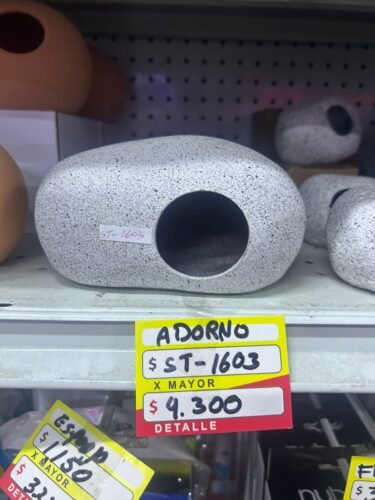 ST-1603
ADORNO
$ ST-1603
X MAYOR
$ 4.300
DETALLE
$ 1150
X MAYOR
$